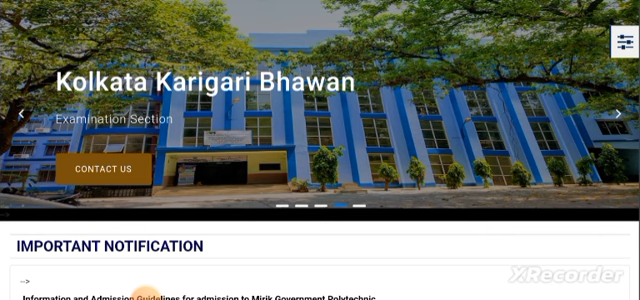 Kolkata Karigari Bhawan
Examination Section
CONTACT US
-->
IMPORTANT NOTIFICATION
XRecorder
-->
Information and Admission Guidelines for admission to Mirik Government Polytechnic